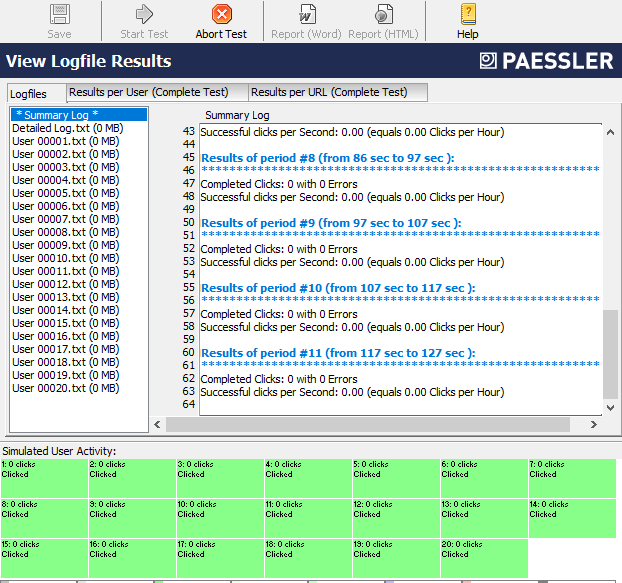 Save
Start Test
Abort Test
Report (Word)
Report (HTML)
Help
View Logfile Results
PAESSLER
Logfiles
Results per User (Complete Test)
Results per URL (Complete Test)
* Summary Log *
Detailed Log.txt (0 MB)
User 00001.txt (0 MB)
User 00002.txt (0 MB)
User 00003.txt (0 MB)
User 00004.txt (0 MB)
User 00005.txt (0 MB)
User 00006.txt (0 MB)
User 00007.txt (0 MB)
User 00008.txt (0 MB)
User 00009.txt (0 MB)
User 00010.txt (0 MB)
User 00011.txt (0 MB)
User 00012.txt (0 MB)
User 00013.txt (0 MB)
User 00014.txt (0 MB)
User 00015.txt (0 MB)
User 00016.txt (0 MB)
User 00017.txt (0 MB)
User 00018.txt (0 MB)
User 00019.txt (0 MB)
User 00020.txt (0 MB)
Summary Log
43 Successful clicks per Second: 0.00 (equals 0.00 Clicks per Hour)
44
45 Results of period #8 (from 86 sec to 97 sec ):
46 ****************************************************
47 Completed Clicks: 0 with 0 Errors
48 Successful clicks per Second: 0.00 (equals 0.00 Clicks per Hour)
49
50 Results of period #9 (from 97 sec to 107 sec ):
51 ****************************************************
52 Completed Clicks: 0 with 0 Errors
53 Successful clicks per Second: 0.00 (equals 0.00 Clicks per Hour)
54
55 Results of period #10 (from 107 sec to 117 sec ):
56 ****************************************************
57 Completed Clicks: 0 with 0 Errors
58 Successful clicks per Second: 0.00 (equals 0.00 Clicks per Hour)
59
60 Results of period #11 (from 117 sec to 127 sec ):
61 ****************************************************
62 Completed Clicks: 0 with 0 Errors
63 Successful clicks per Second: 0.00 (equals 0.00 Clicks per Hour)
64
Simulated User Activity:
1: 0 clicks
Clicked
2: 0 clicks
Clicked
3: 0 clicks
Clicked
4: 0 clicks
Clicked
5: 0 clicks
Clicked
6: 0 clicks
Clicked
7: 0 clicks
Clicked
8: 0 clicks
Clicked
9: 0 clicks
Clicked
10: 0 clicks
Clicked
11: 0 clicks
Clicked
12: 0 clicks
Clicked
13: 0 clicks
Clicked
14: 0 clicks
Clicked
15: 0 clicks
Clicked
16: 0 clicks
Clicked
17: 0 clicks
Clicked
18: 0 clicks
Clicked
19: 0 clicks
Clicked
20: 0 clicks
Clicked